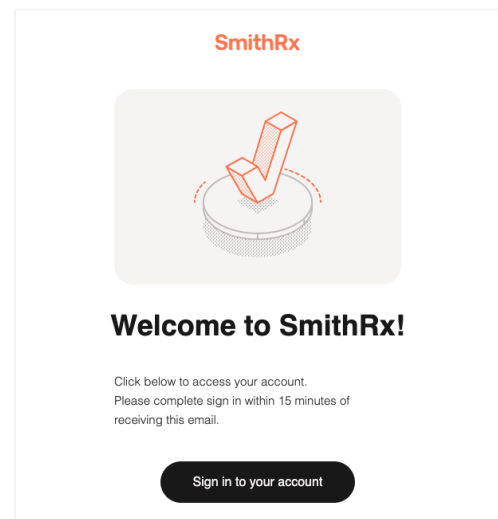 SmithRx
Welcome to SmithRx!
Click below to access your account.
Please complete sign in within 15 minutes of
receiving this email.
Sign in to your account